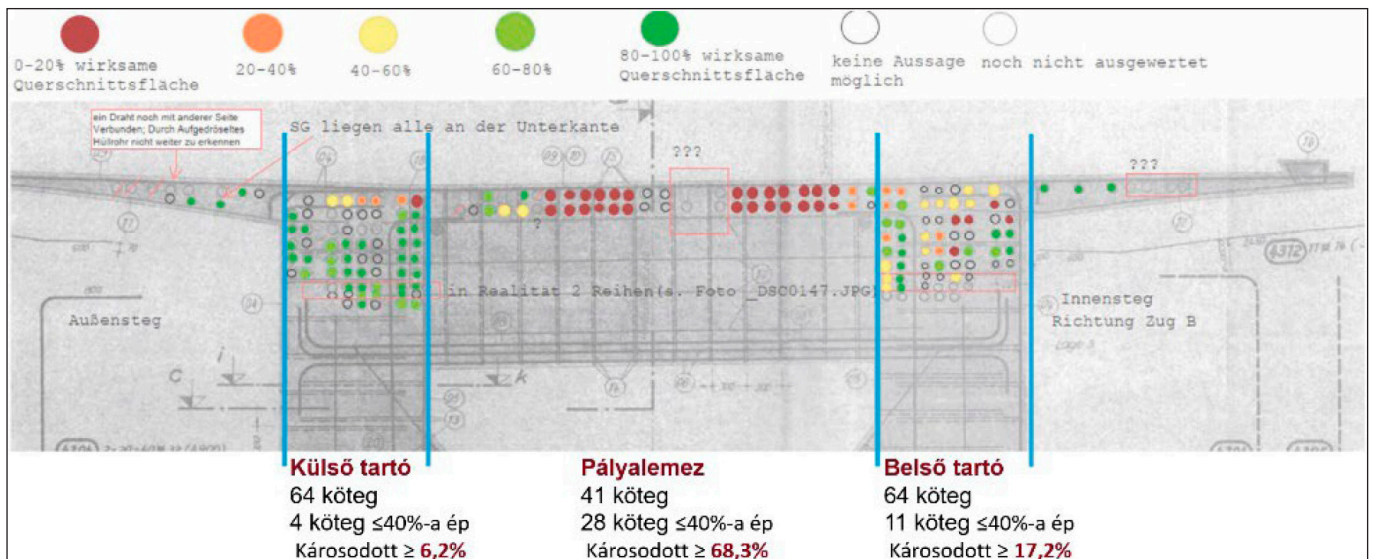 0-20% wirksame
Querschnittsfläche
20-40%
40-60%
60-80%
80-100% wirksame
Querschnittsfläche
keine Aussage
möglich
noch nicht ausgewertet
ein Draht noch mit anderer Seite
Verbunden; Durch Aufgedröseltes
Hüllrohr nicht weiter zu erkennen
SG liegen alle an der Unterkante
???
???
?
in Realität 2 Reihen(s. Foto _DSC0147.JPG)
Außensteg
Innensteg
Richtung Zug B
i
k
c
4312
Külső tartó
64 köteg
4 köteg ≤40%-a ép
Károsodott ≥ 6,2%
Pályalemez
41 köteg
28 köteg ≤40%-a ép
Károsodott ≥ 68,3%
Belső tartó
64 köteg
11 köteg ≤40%-a ép
Károsodott ≥ 17,2%